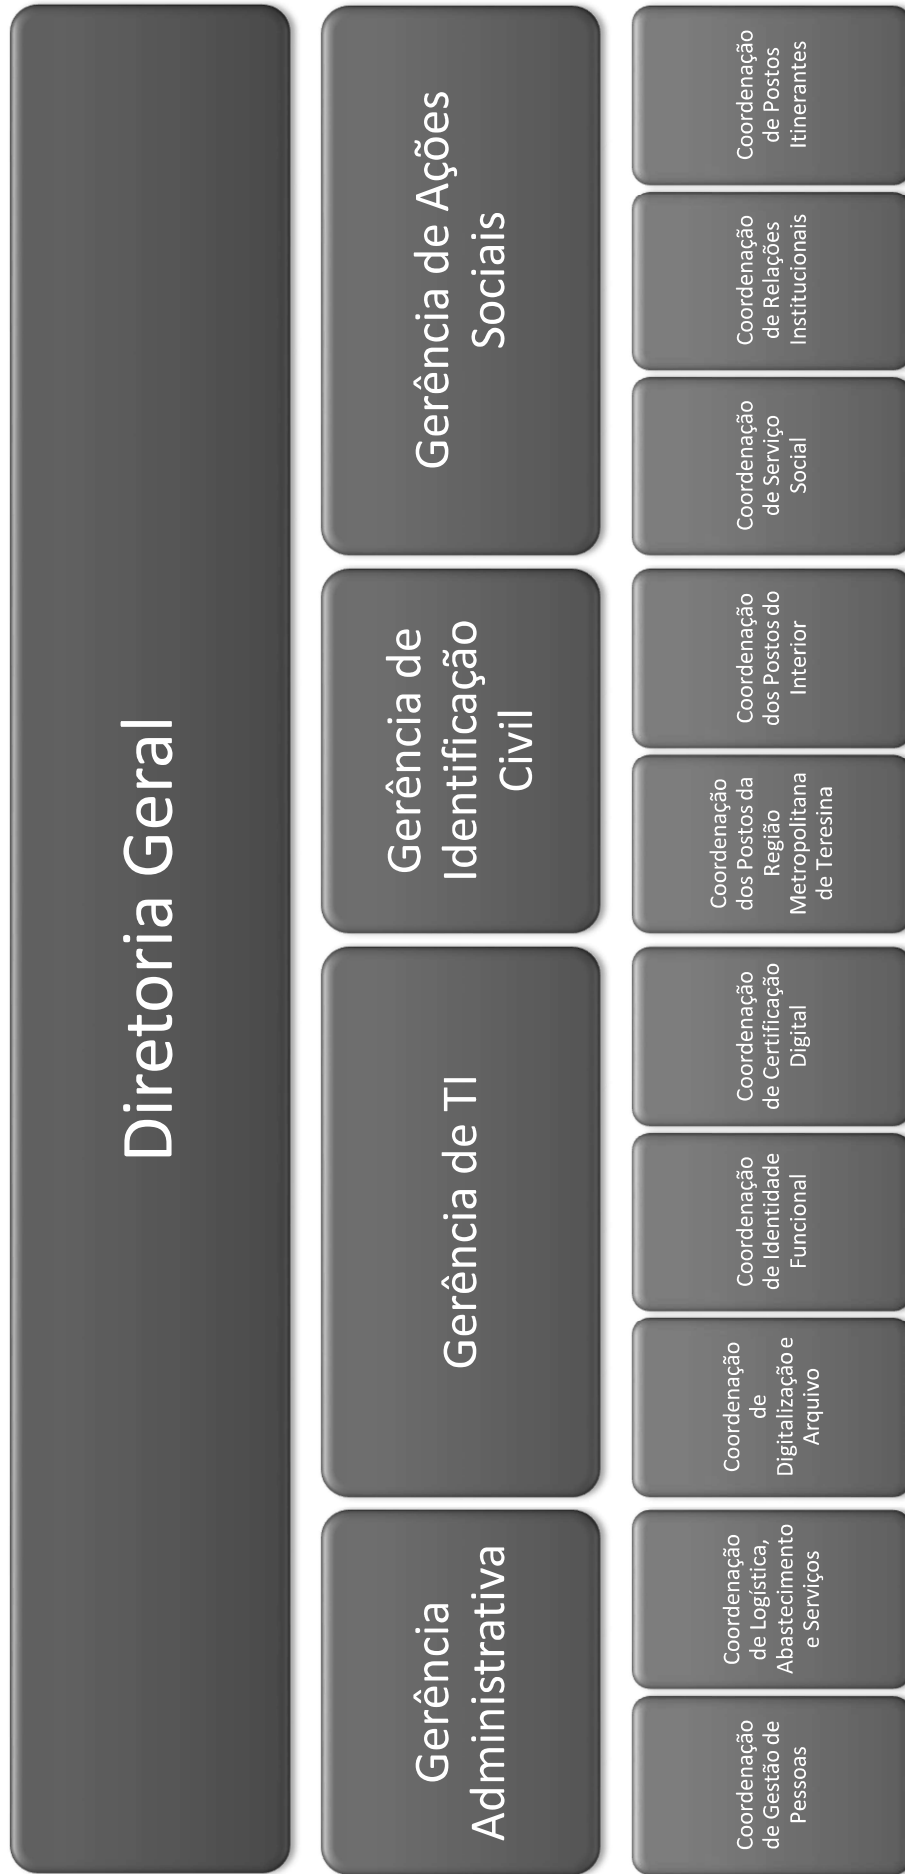 Diretoria Geral
Gerência
Administrativa
Gerência de TI
Gerência de
Identificação
Civil
Gerência de Ações
Sociais
Coordenação
de Gestão de
Pessoas
Coordenação
de Logística,
Abastecimento
e Serviços
Coordenação
de
Digitalização e
Arquivo
Coordenação
de Identidade
Funcional
Coordenação
de Certificação
Digital
Coordenação
dos Postos da
Região
Metropolitana
de Teresina
Coordenação
dos Postos do
Interior
Coordenação
de Serviço
Social
Coordenação
de Relações
Institucionais
Coordenação
de Postos
Itinerantes